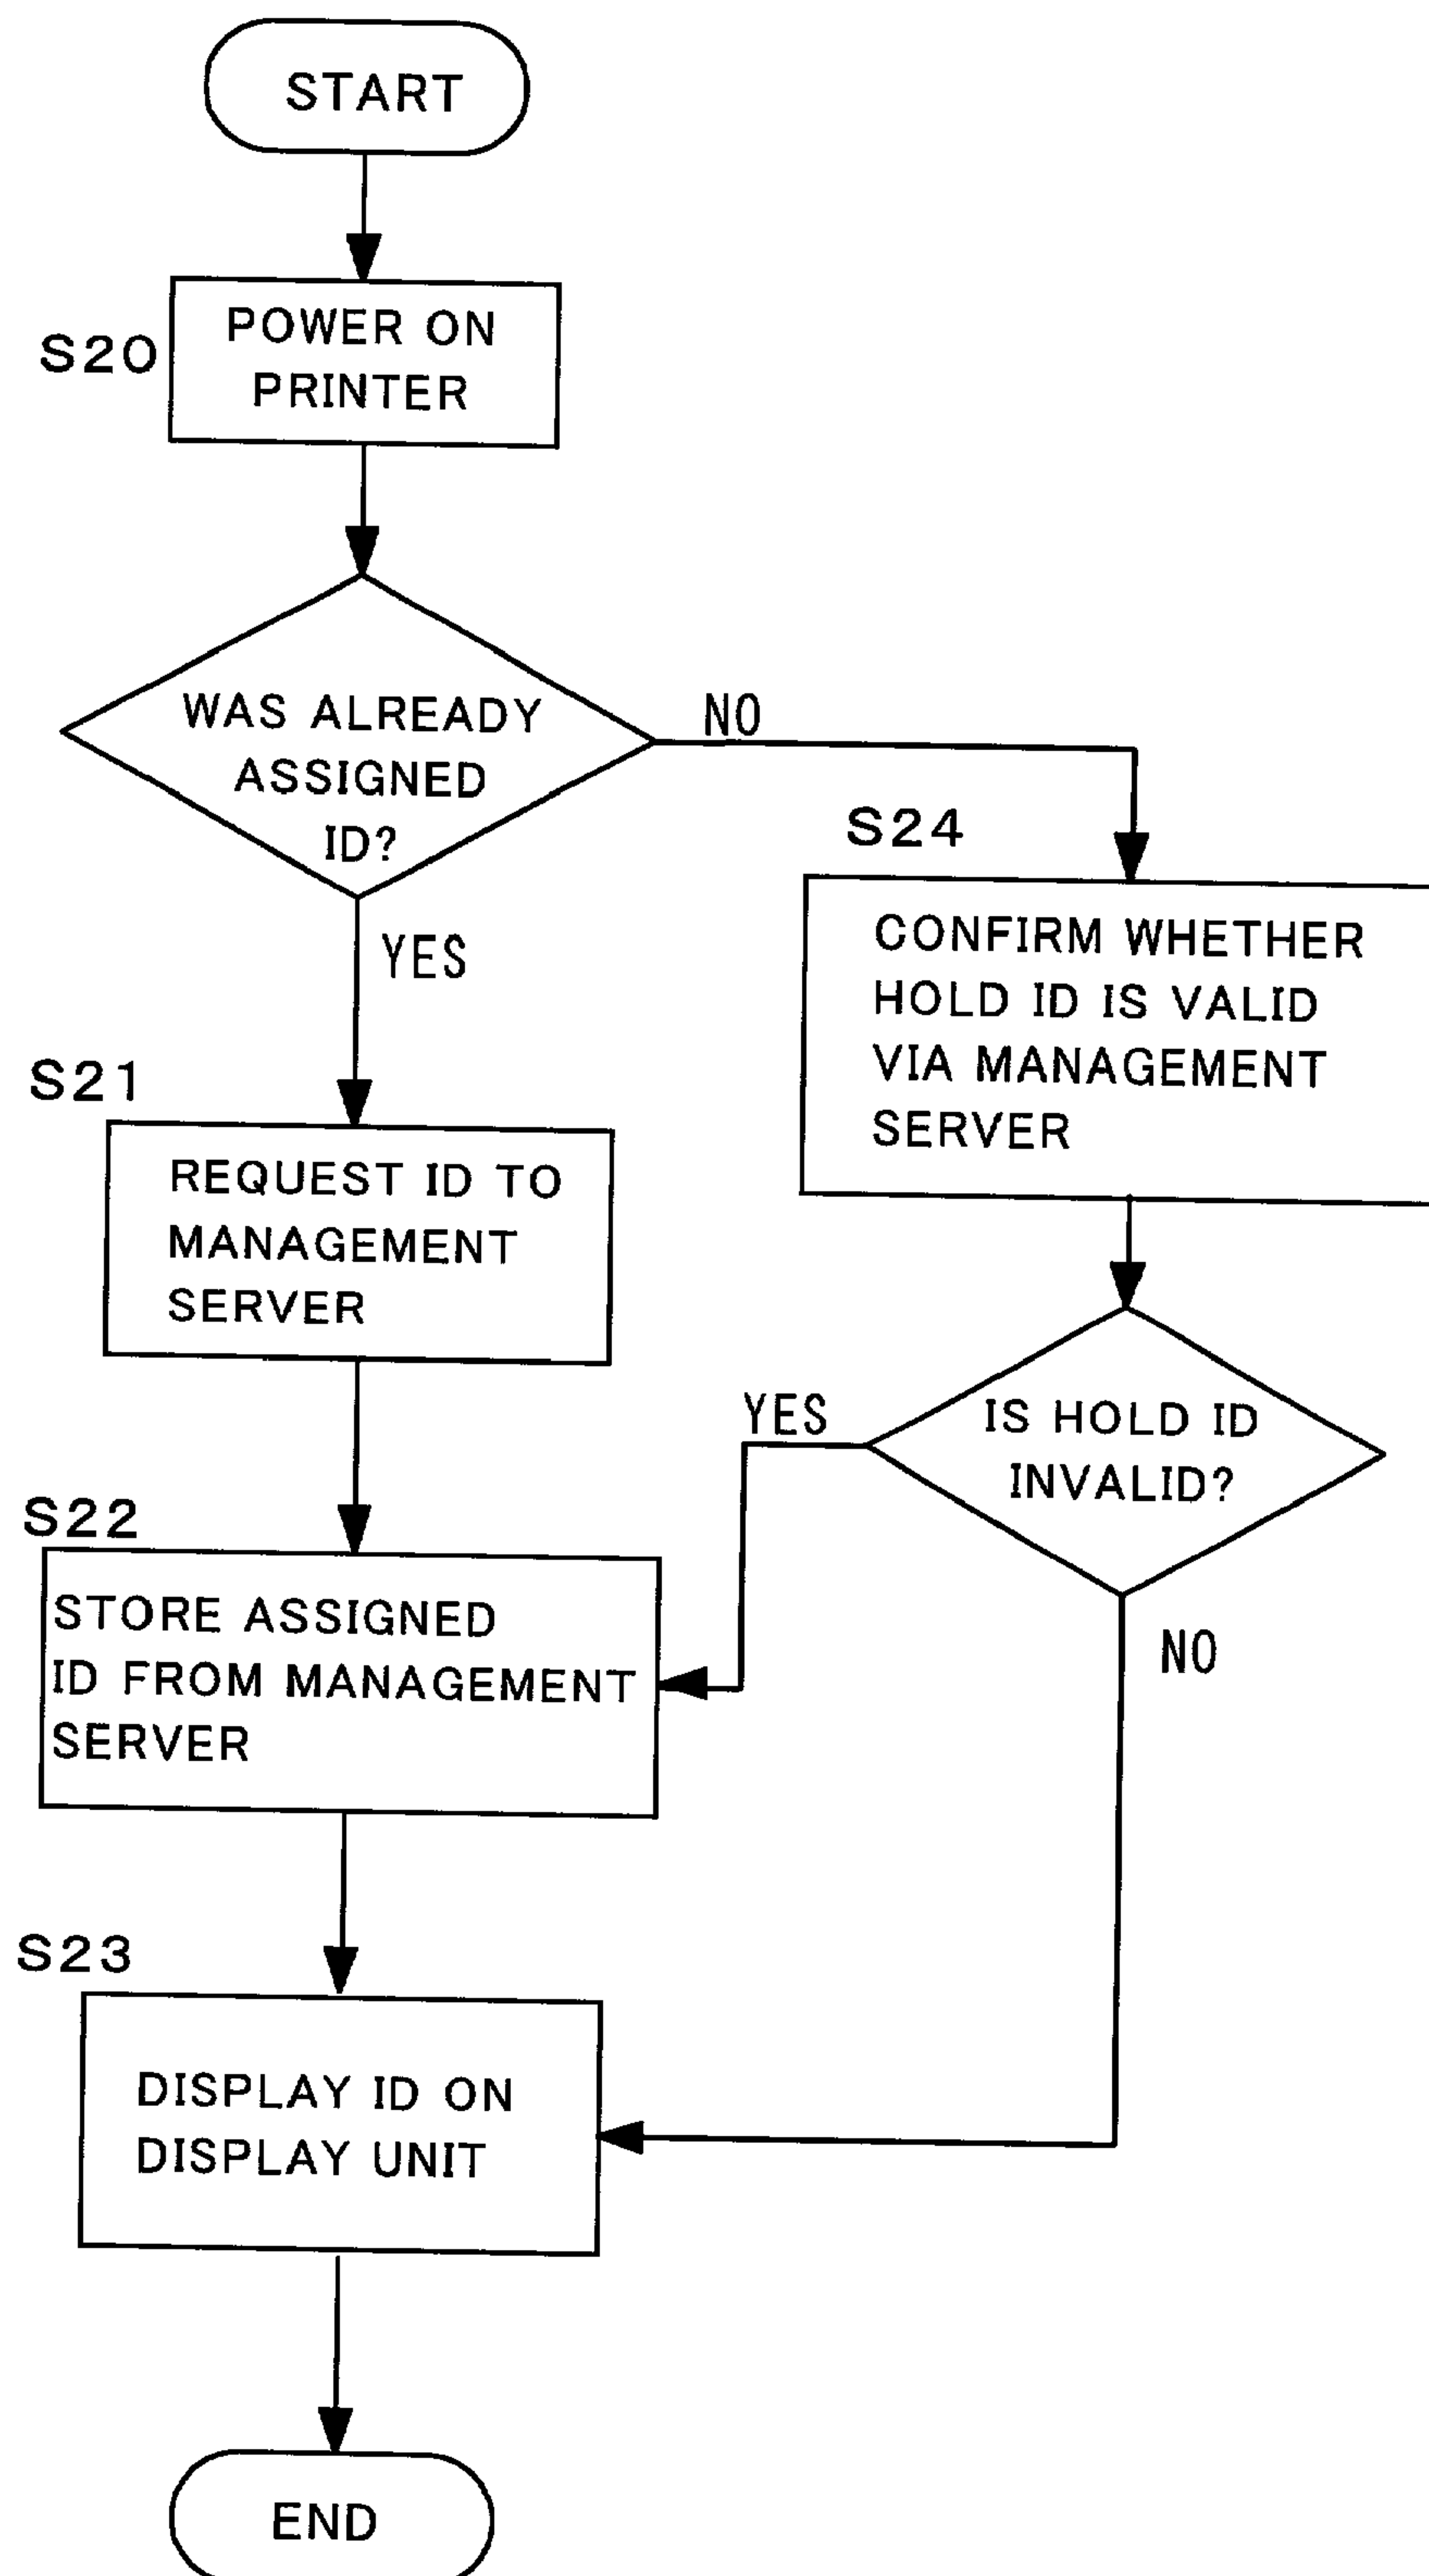 START
S20
POWER ON
PRINTER
WAS ALREADY
ASSIGNED
ID?
NO
YES
S24
CONFIRM WHETHER
HOLD ID IS VALID
VIA MANAGEMENT
SERVER
S21
REQUEST ID TO
MANAGEMENT
SERVER
IS HOLD ID
INVALID?
YES
NO
S22
STORE ASSIGNED
ID FROM MANAGEMENT
SERVER
S23
DISPLAY ID ON
DISPLAY UNIT
END